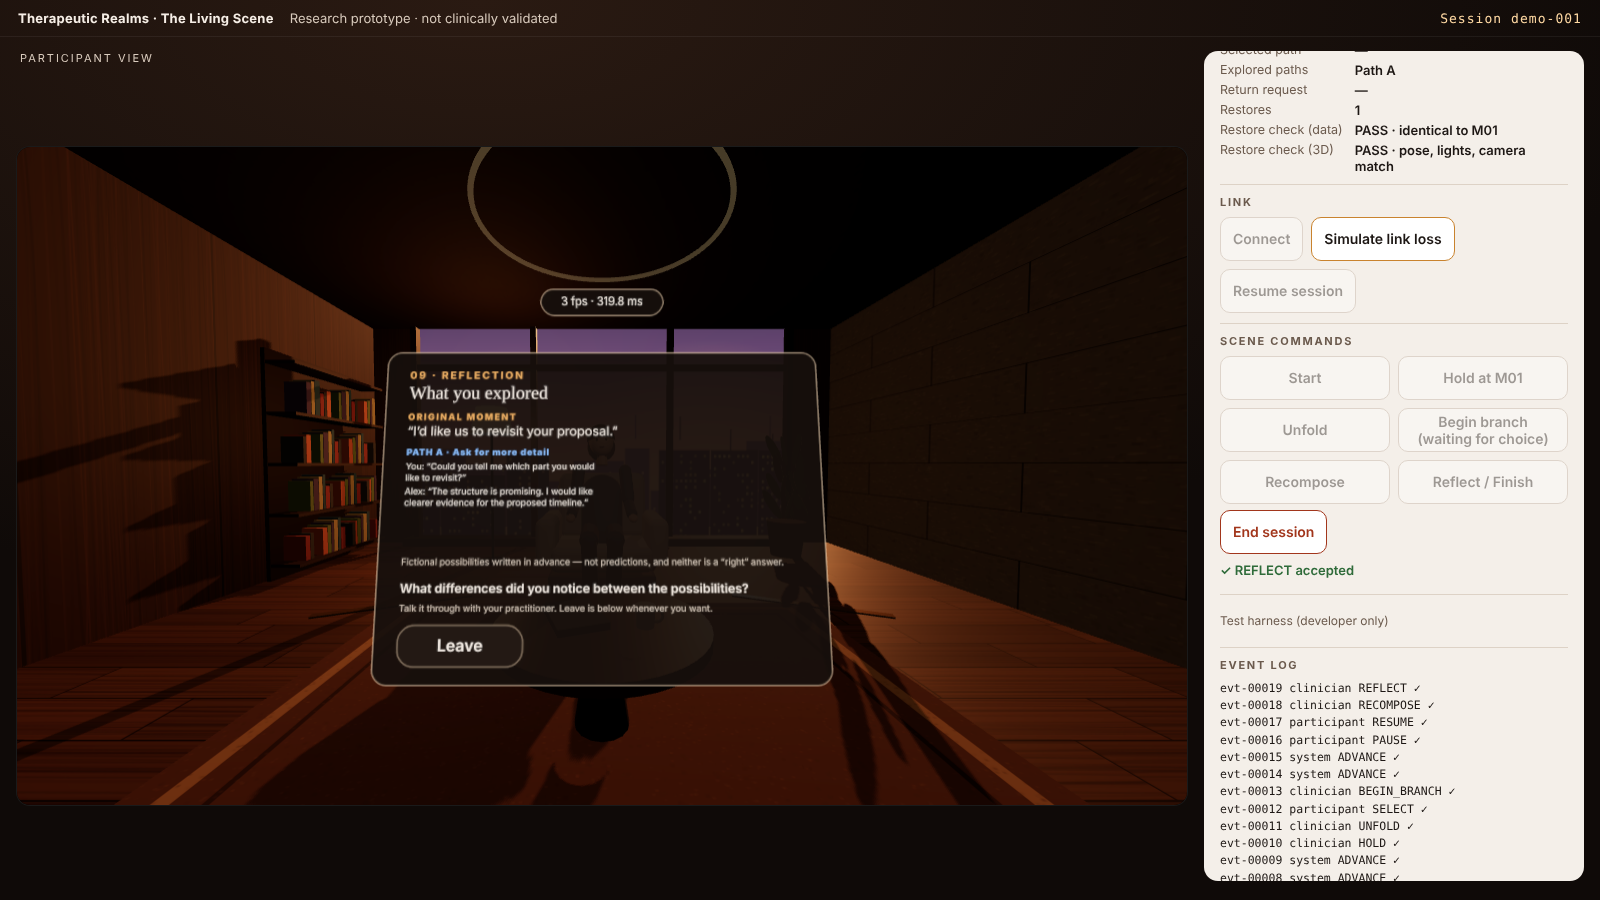 Therapeutic Realms · The Living Scene Research prototype · not clinically validated
Session demo-001
PARTICIPANT VIEW
3 fps · 319.8 ms
09 · REFLECTION
What you explored
ORIGINAL MOMENT
“I’d like us to revisit your proposal.”
PATH A · Ask for more detail
You: “Could you tell me which part you would
like to revisit?”
Alex: “The structure is promising. I would like
clearer evidence for the proposed timeline.”
Fictional possibilities written in advance — not predictions, and neither is a “right” answer.
What differences did you notice between the possibilities?
Talk it through with your practitioner. Leave is below whenever you want.
Leave
Selected path —
Explored paths Path A
Return request —
Restores 1
Restore check (data) PASS · identical to M01
Restore check (3D) PASS · pose, lights, camera
match
LINK
Connect
Simulate link loss
Resume session
SCENE COMMANDS
Start
Hold at M01
Unfold
Begin branch
(waiting for choice)
Recompose
Reflect / Finish
End session
✓ REFLECT accepted
Test harness (developer only)
EVENT LOG
evt-00019 clinician REFLECT ✓
evt-00018 clinician RECOMPOSE ✓
evt-00017 participant RESUME ✓
evt-00016 participant PAUSE ✓
evt-00015 system ADVANCE ✓
evt-00014 system ADVANCE ✓
evt-00013 clinician BEGIN_BRANCH ✓
evt-00012 participant SELECT ✓
evt-00011 clinician UNFOLD ✓
evt-00010 clinician HOLD ✓
evt-00009 system ADVANCE ✓
evt-00008 system ADVANCE ✓